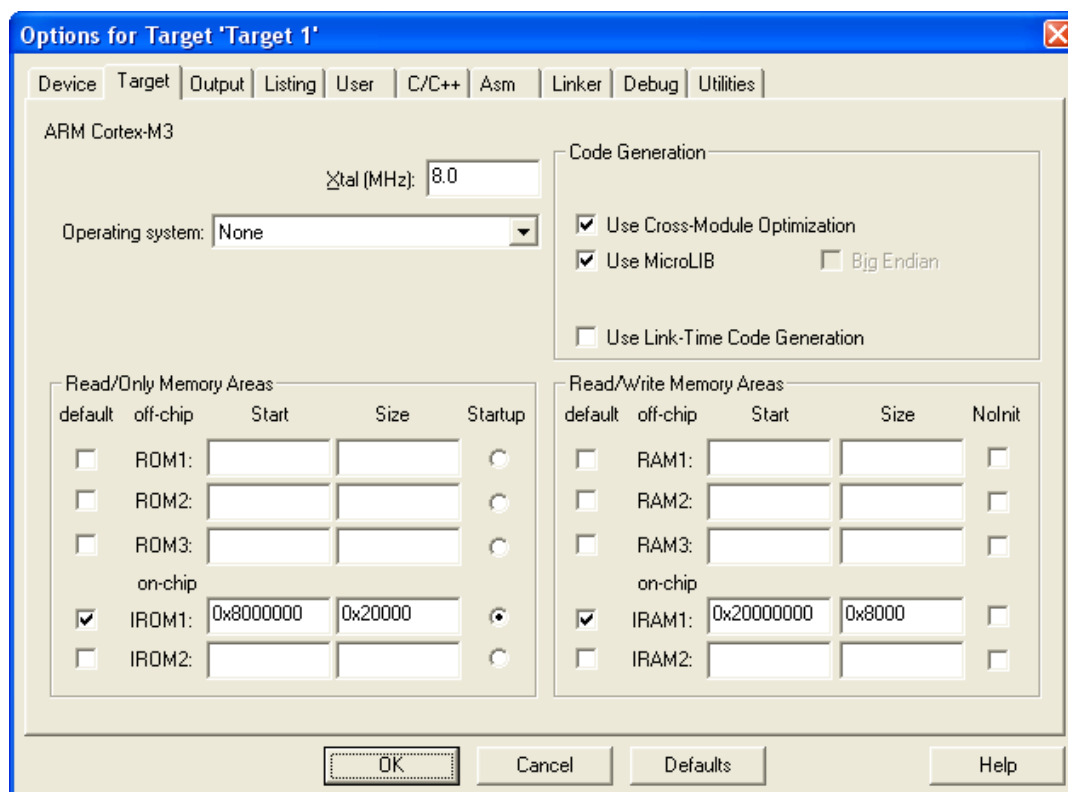 Options for Target 'Target 1'
Device Target Output Listing User C/C++ Asm Linker Debug Utilities
ARM Cortex-M3
Xtal (MHz): 8.0
Operating system: None
Code Generation
Use Cross-Module Optimization
Use MicroLIB Big Endian
Use Link-Time Code Generation
Read/Only Memory Areas
default off-chip Start Size Startup
ROM1:
ROM2:
ROM3:
on-chip
IROM1: 0x8000000 0x20000
IROM2:
Read/Write Memory Areas
default off-chip Start Size NoInit
RAM1:
RAM2:
RAM3:
on-chip
IRAM1: 0x20000000 0x8000
IRAM2:
OK Cancel Defaults Help